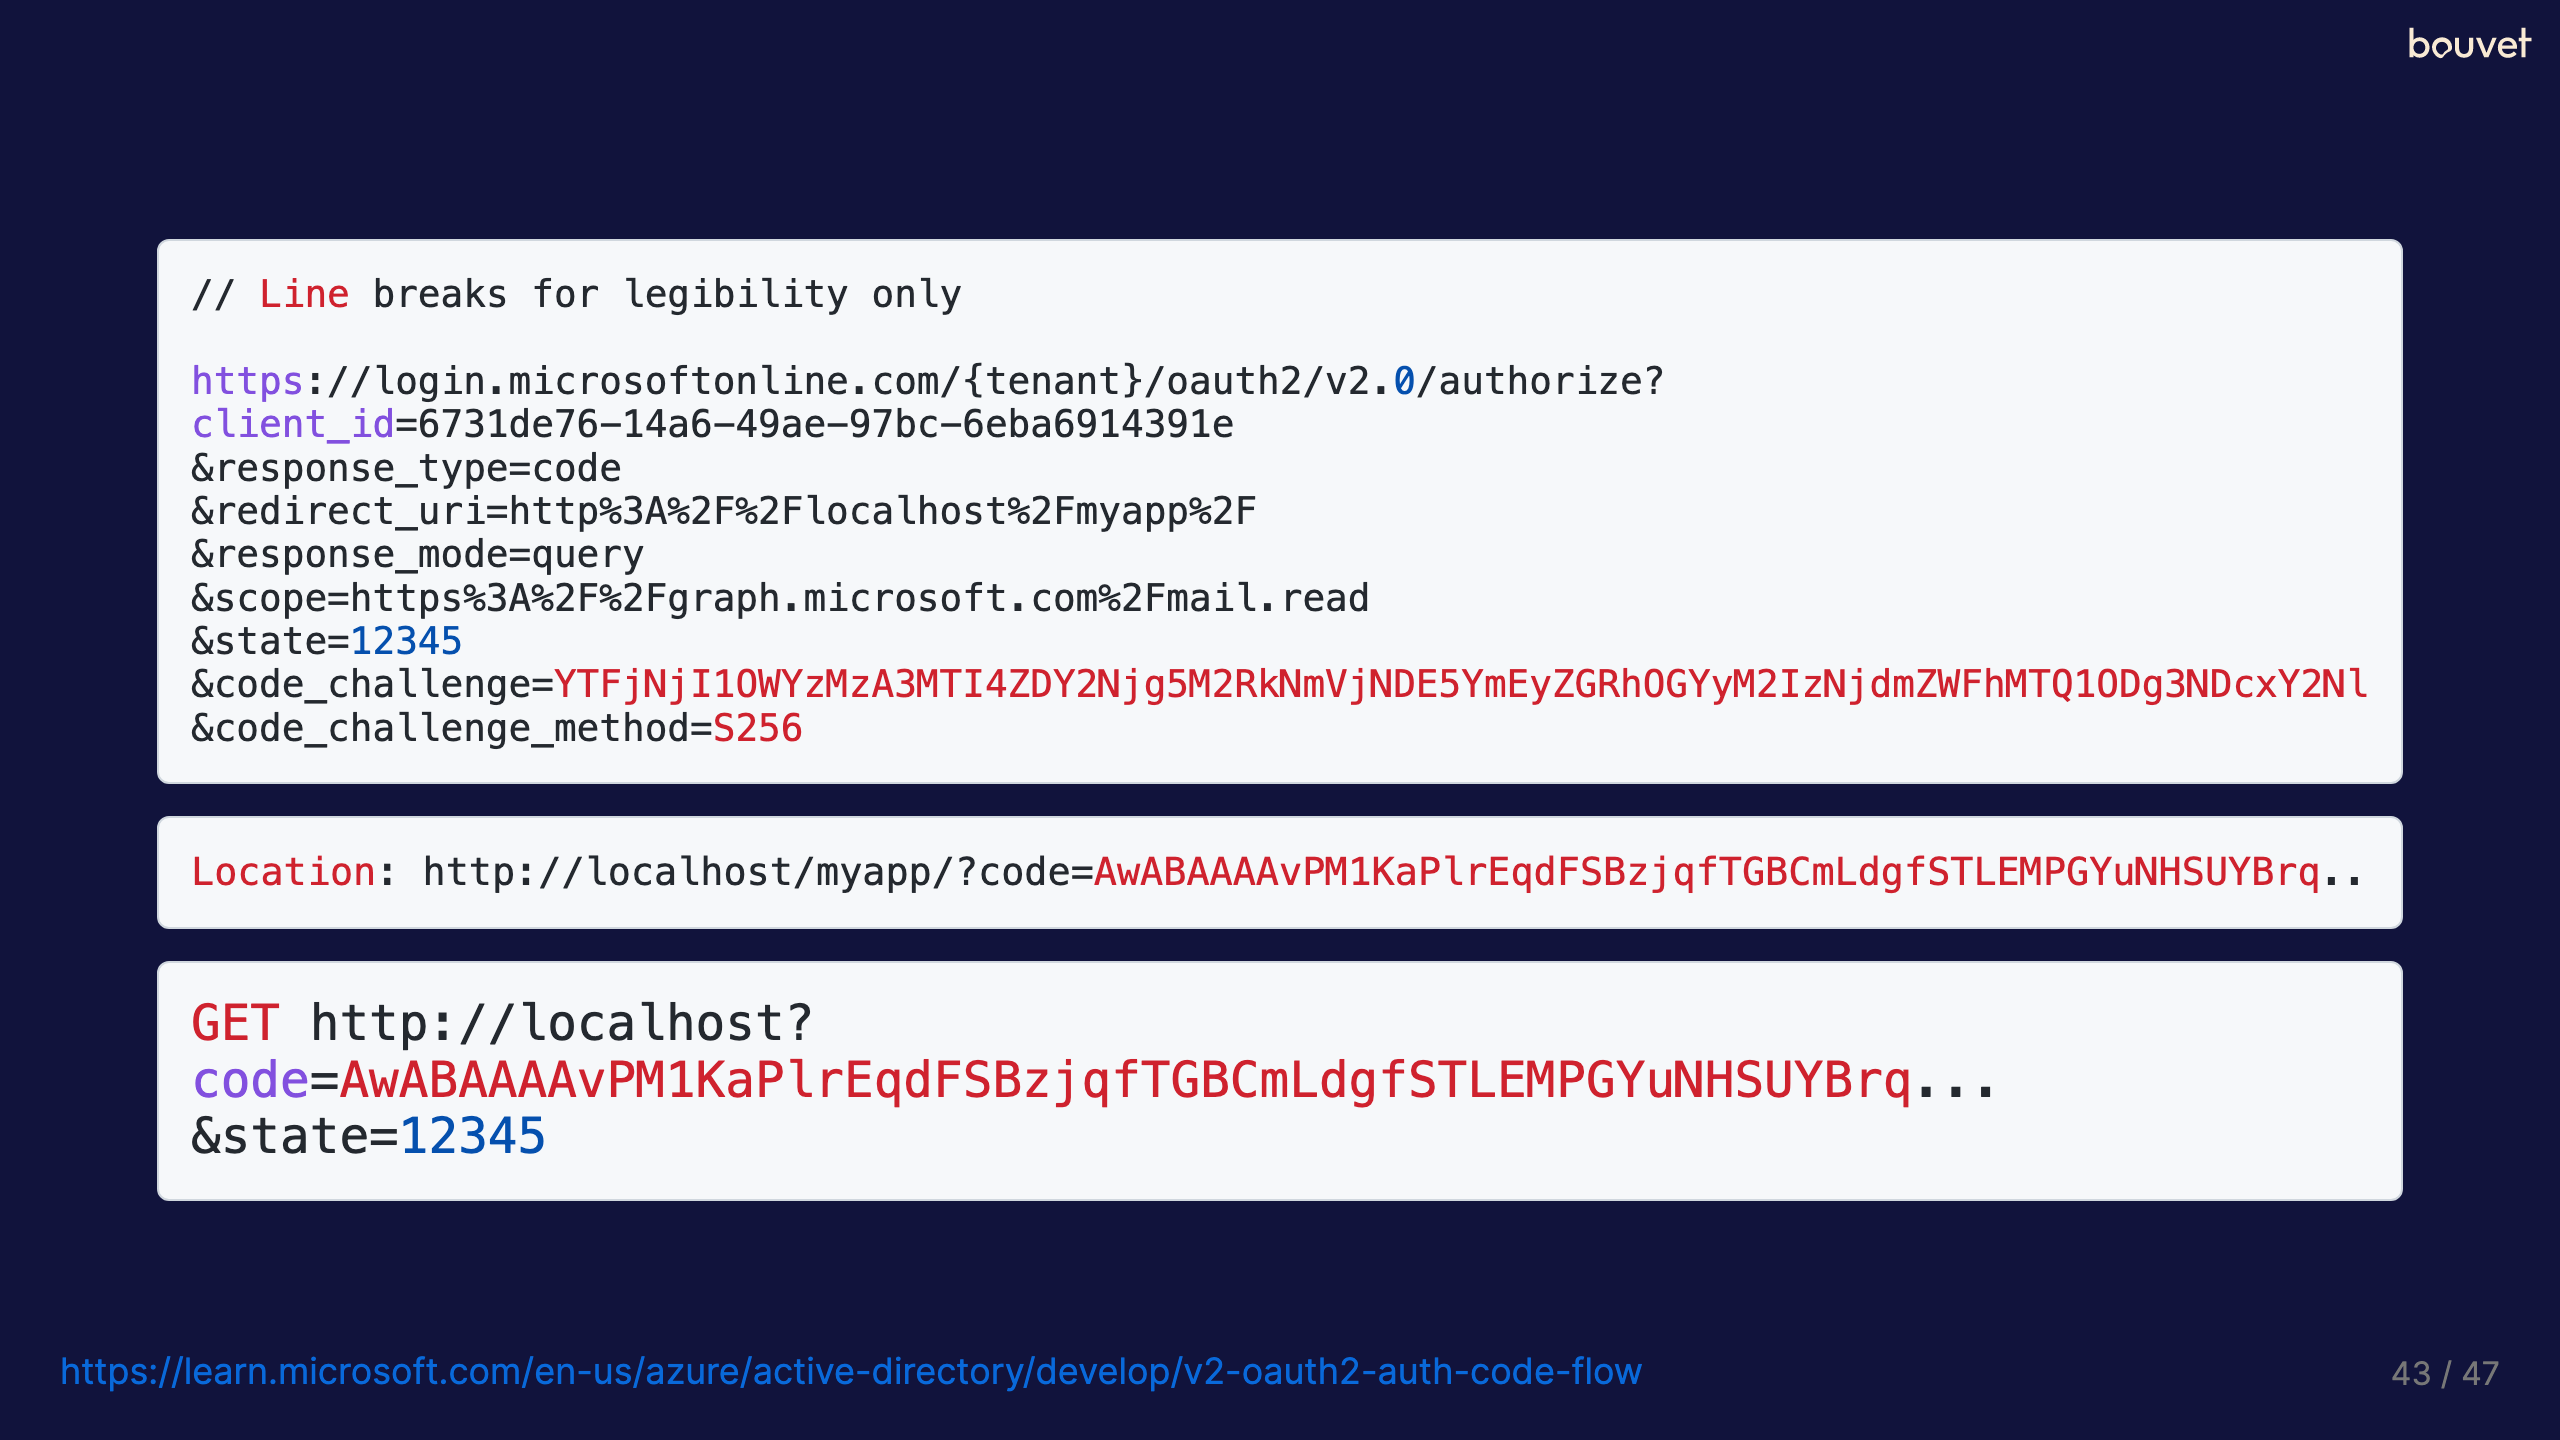 bouvet
// Line breaks for legibility only
https://login.microsoftonline.com/{tenant}/oauth2/v2.0/authorize?
client_id=6731de76-14a6-49ae-97bc-6eba6914391e
&response_type=code
&redirect_uri=http%3A%2F%2Flocalhost%2Fmyapp%2F
&response_mode=query
&scope=https%3A%2F%2Fgraph.microsoft.com%2Fmail.read
&state=12345
&code_challenge=YTFjNjI1OWYzMzA3MTI4ZDY2Njg5M2RkNmVjNDE5YmEyZGRhOGYyM2IzNjdmZWFhMTQ1ODg3NDcxY2Nl
&code_challenge_method=S256
Location: http://localhost/myapp/?code=AwABAAAAvPM1KaPlrEqdFSBzjqfTGBCmLdgfSTLEMPGYuNHSUYBrq..
GET http://localhost?
code=AwABAAAAvPM1KaPlrEqdFSBzjqfTGBCmLdgfSTLEMPGYuNHSUYBrq...
&state=12345
https://learn.microsoft.com/en-us/azure/active-directory/develop/v2-oauth2-auth-code-flow
43 / 47